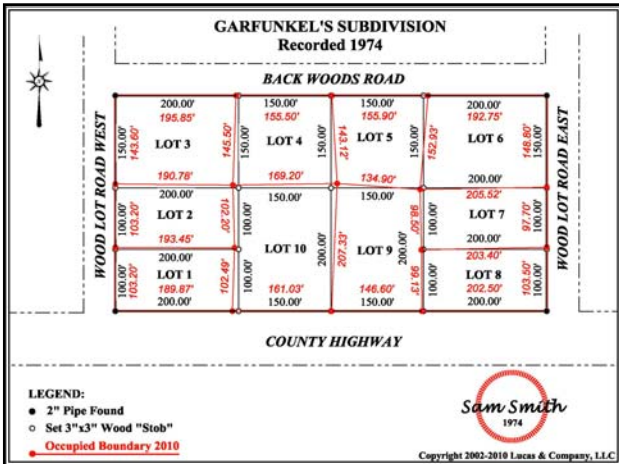 GARFUNKEL'S SUBDIVISION
Recorded 1974
BACK WOODS ROAD
WOOD LOT ROAD WEST
WOOD LOT ROAD EAST
200.00' 150.00' 150.00' 200.00'
195.85' 155.50' 155.90' 192.75'
150.00' 143.60' LOT 3 145.50' 150.00' LOT 4 143.12' LOT 5 150.00' 152.93' LOT 6 148.80' 150.00'
190.78' 169.20' 134.90'
200.00' 150.00' 150.00' 200.00'
205.52'
100.00' 103.20' LOT 2 102.20' 100.00' 98.50' 100.00' LOT 7 97.70' 100.00'
193.45' 200.00'
200.00' LOT 10 200.00' 207.33' LOT 9 200.00' 203.40'
100.00' 103.20' LOT 1 102.49' 100.00' 99.13' 100.00' LOT 8 103.50' 100.00'
189.87' 161.03' 146.60' 202.50'
200.00' 150.00' 150.00' 200.00'
COUNTY HIGHWAY
LEGEND:
2" Pipe Found
Set 3"x3" Wood "Stob"
Occupied Boundary 2010
Sam Smith
1974
Copyright 2002-2010 Lucas & Company, LLC